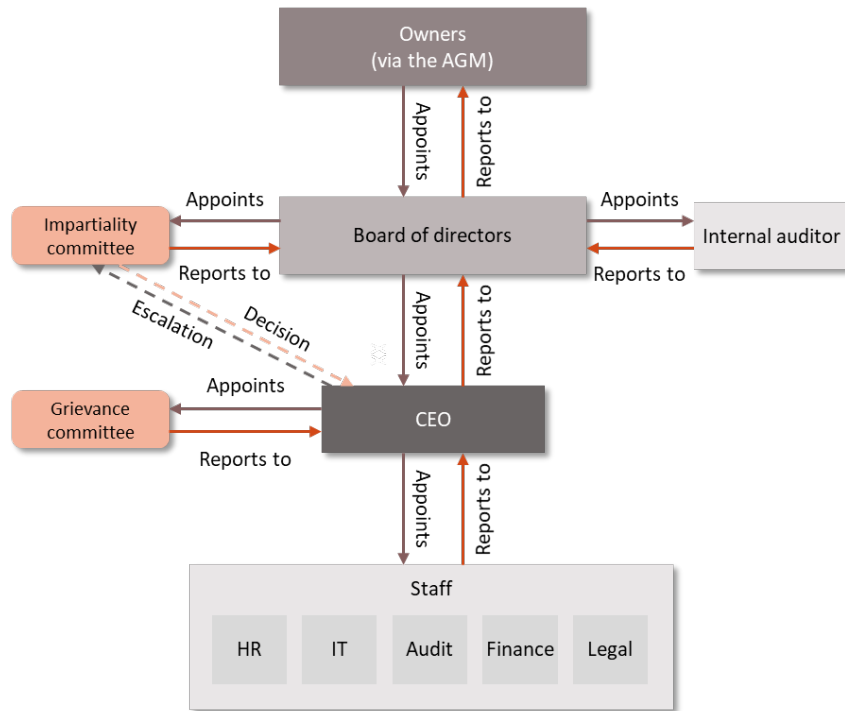 Owners
(via the AGM)
Appoints
Reports to
Appoints
Appoints
Impartiality
committee
Board of directors
Internal auditor
Reports to
Reports to
Escalation
Decision
Appoints
Reports to
Appoints
Grievance
committee
CEO
Reports to
Appoints
Reports to
Staff
HR
IT
Audit
Finance
Legal